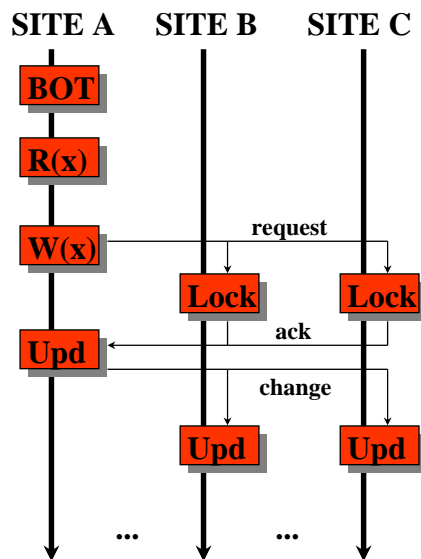 SITE A SITE B SITE C
BOT
R(x)
W(x)
request
Lock Lock
ack
Upd
change
Upd Upd
... ...